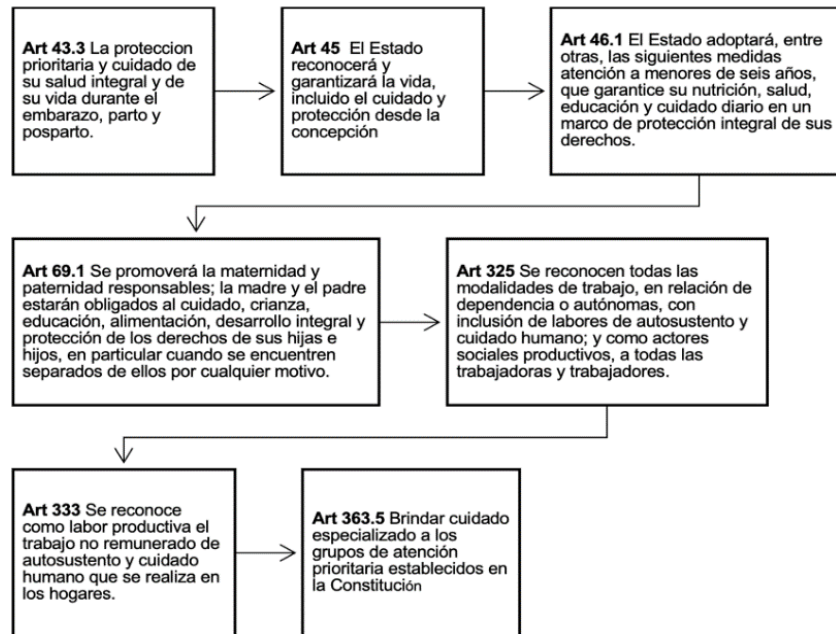 Art 43.3 La proteccion
prioritaria y cuidado de
su salud integral y de
su vida durante el
embarazo, parto y
posparto.
Art 45 El Estado
reconocerá y
garantizará la vida,
incluido el cuidado y
protección desde la
concepción
Art 46.1 El Estado adoptará, entre
otras, las siguientes medidas
atención a menores de seis años,
que garantice su nutrición, salud,
educación y cuidado diario en un
marco de protección integral de sus
derechos.
Art 69.1 Se promoverá la maternidad y
paternidad responsables; la madre y el padre
estarán obligados al cuidado, crianza,
educación, alimentación, desarrollo integral y
protección de los derechos de sus hijas e
hijos, en particular cuando se encuentren
separados de ellos por cualquier motivo.
Art 325 Se reconocen todas las
modalidades de trabajo, en relación de
dependencia o autónomas, con
inclusión de labores de autosustento y
cuidado humano; y como actores
sociales productivos, a todas las
trabajadoras y trabajadores.
Art 333 Se reconoce
como labor productiva el
trabajo no remunerado de
autosustento y cuidado
humano que se realiza en
los hogares.
Art 363.5 Brindar cuidado
especializado a los
grupos de atención
prioritaria establecidos en
la Constitución